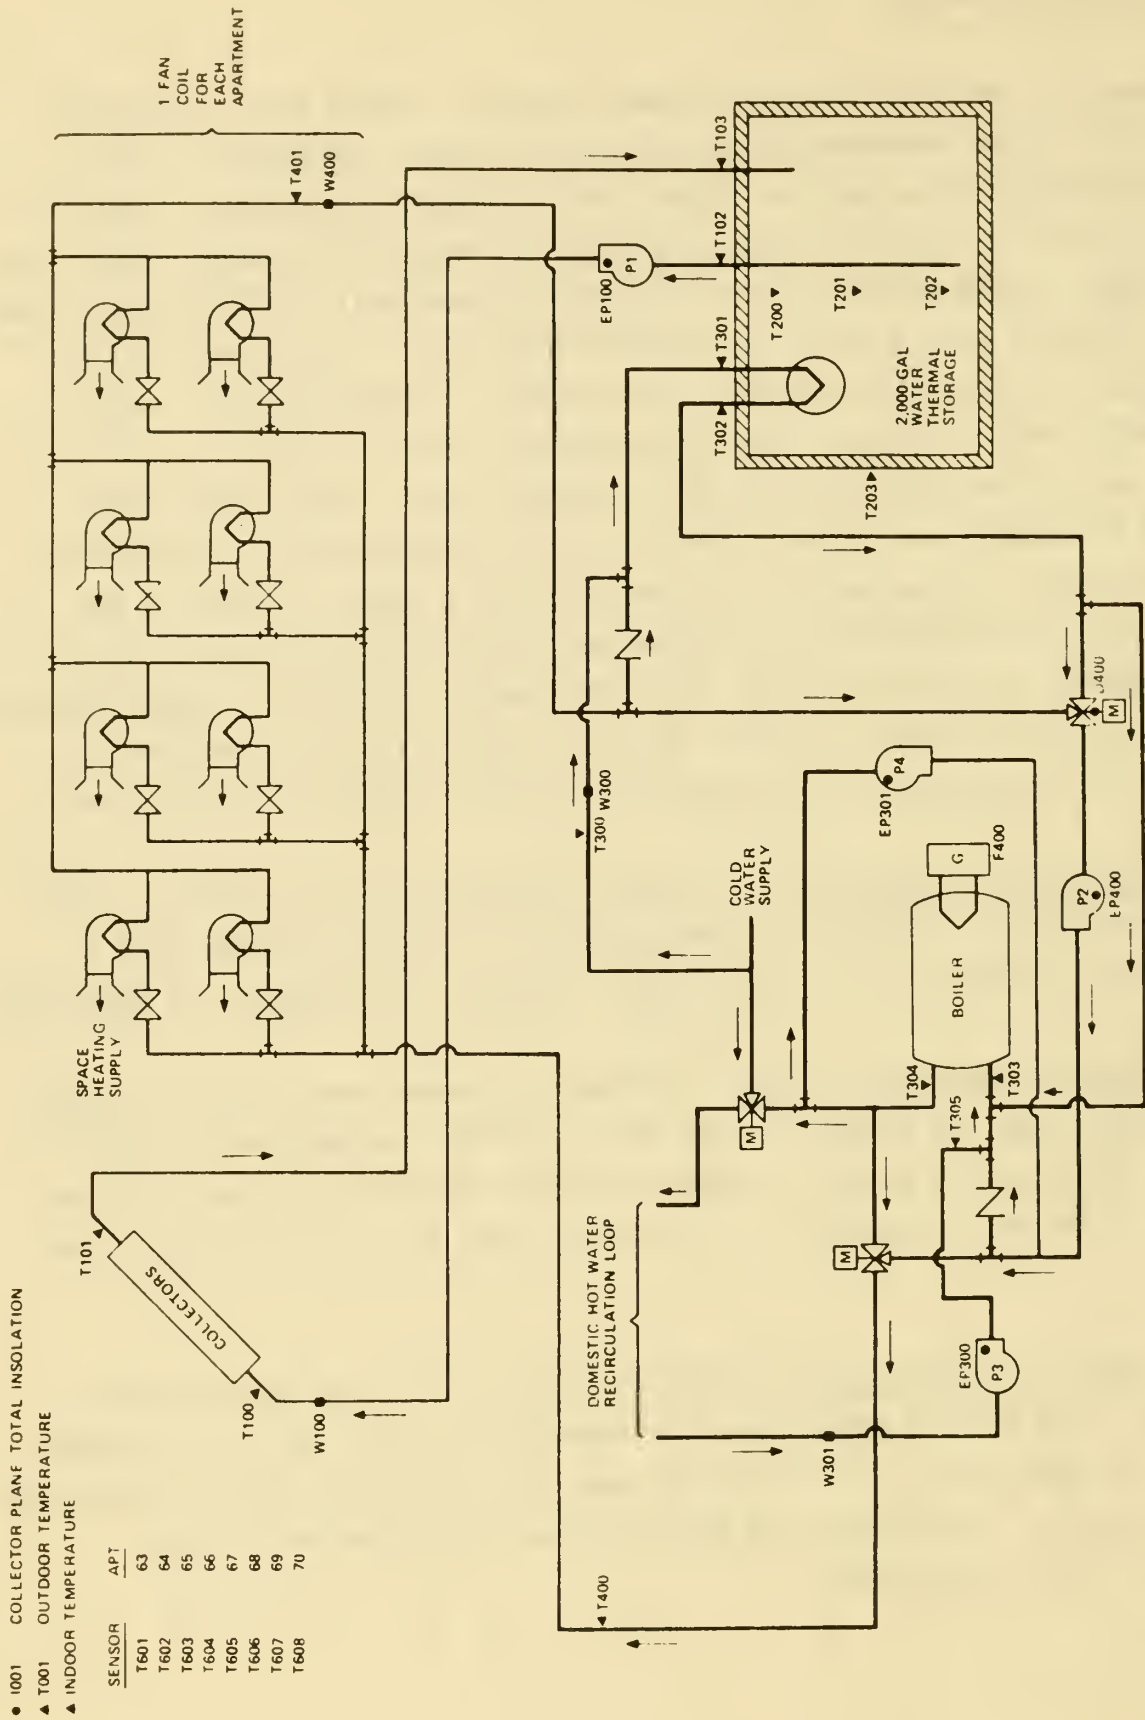 ● I001 COLLECTOR PLANE TOTAL INSOLATION
▲ T001 OUTDOOR TEMPERATURE
▲ INDOOR TEMPERATURE
SENSOR APT
T601 63
T602 64
T603 65
T604 66
T605 67
T606 68
T607 69
T608 70
T101
COLLECTORS
T100
W100
SPACE
HEATING
SUPPLY
1 FAN
COIL
FOR
EACH
APARTMENT
T401
W400
T103
T102
EP100
P1
T301
T302
T200
T201
T202
2,000 GAL
WATER
THERMAL
STORAGE
T203
T300 W300
COLD
WATER
SUPPLY
EP301
P4
D400
M
G
F400
BOILER
P2
EP400
T304
T303
T305
M
M
DOMESTIC HOT WATER
RECIRCULATION LOOP
EP300
P3
W301
T400